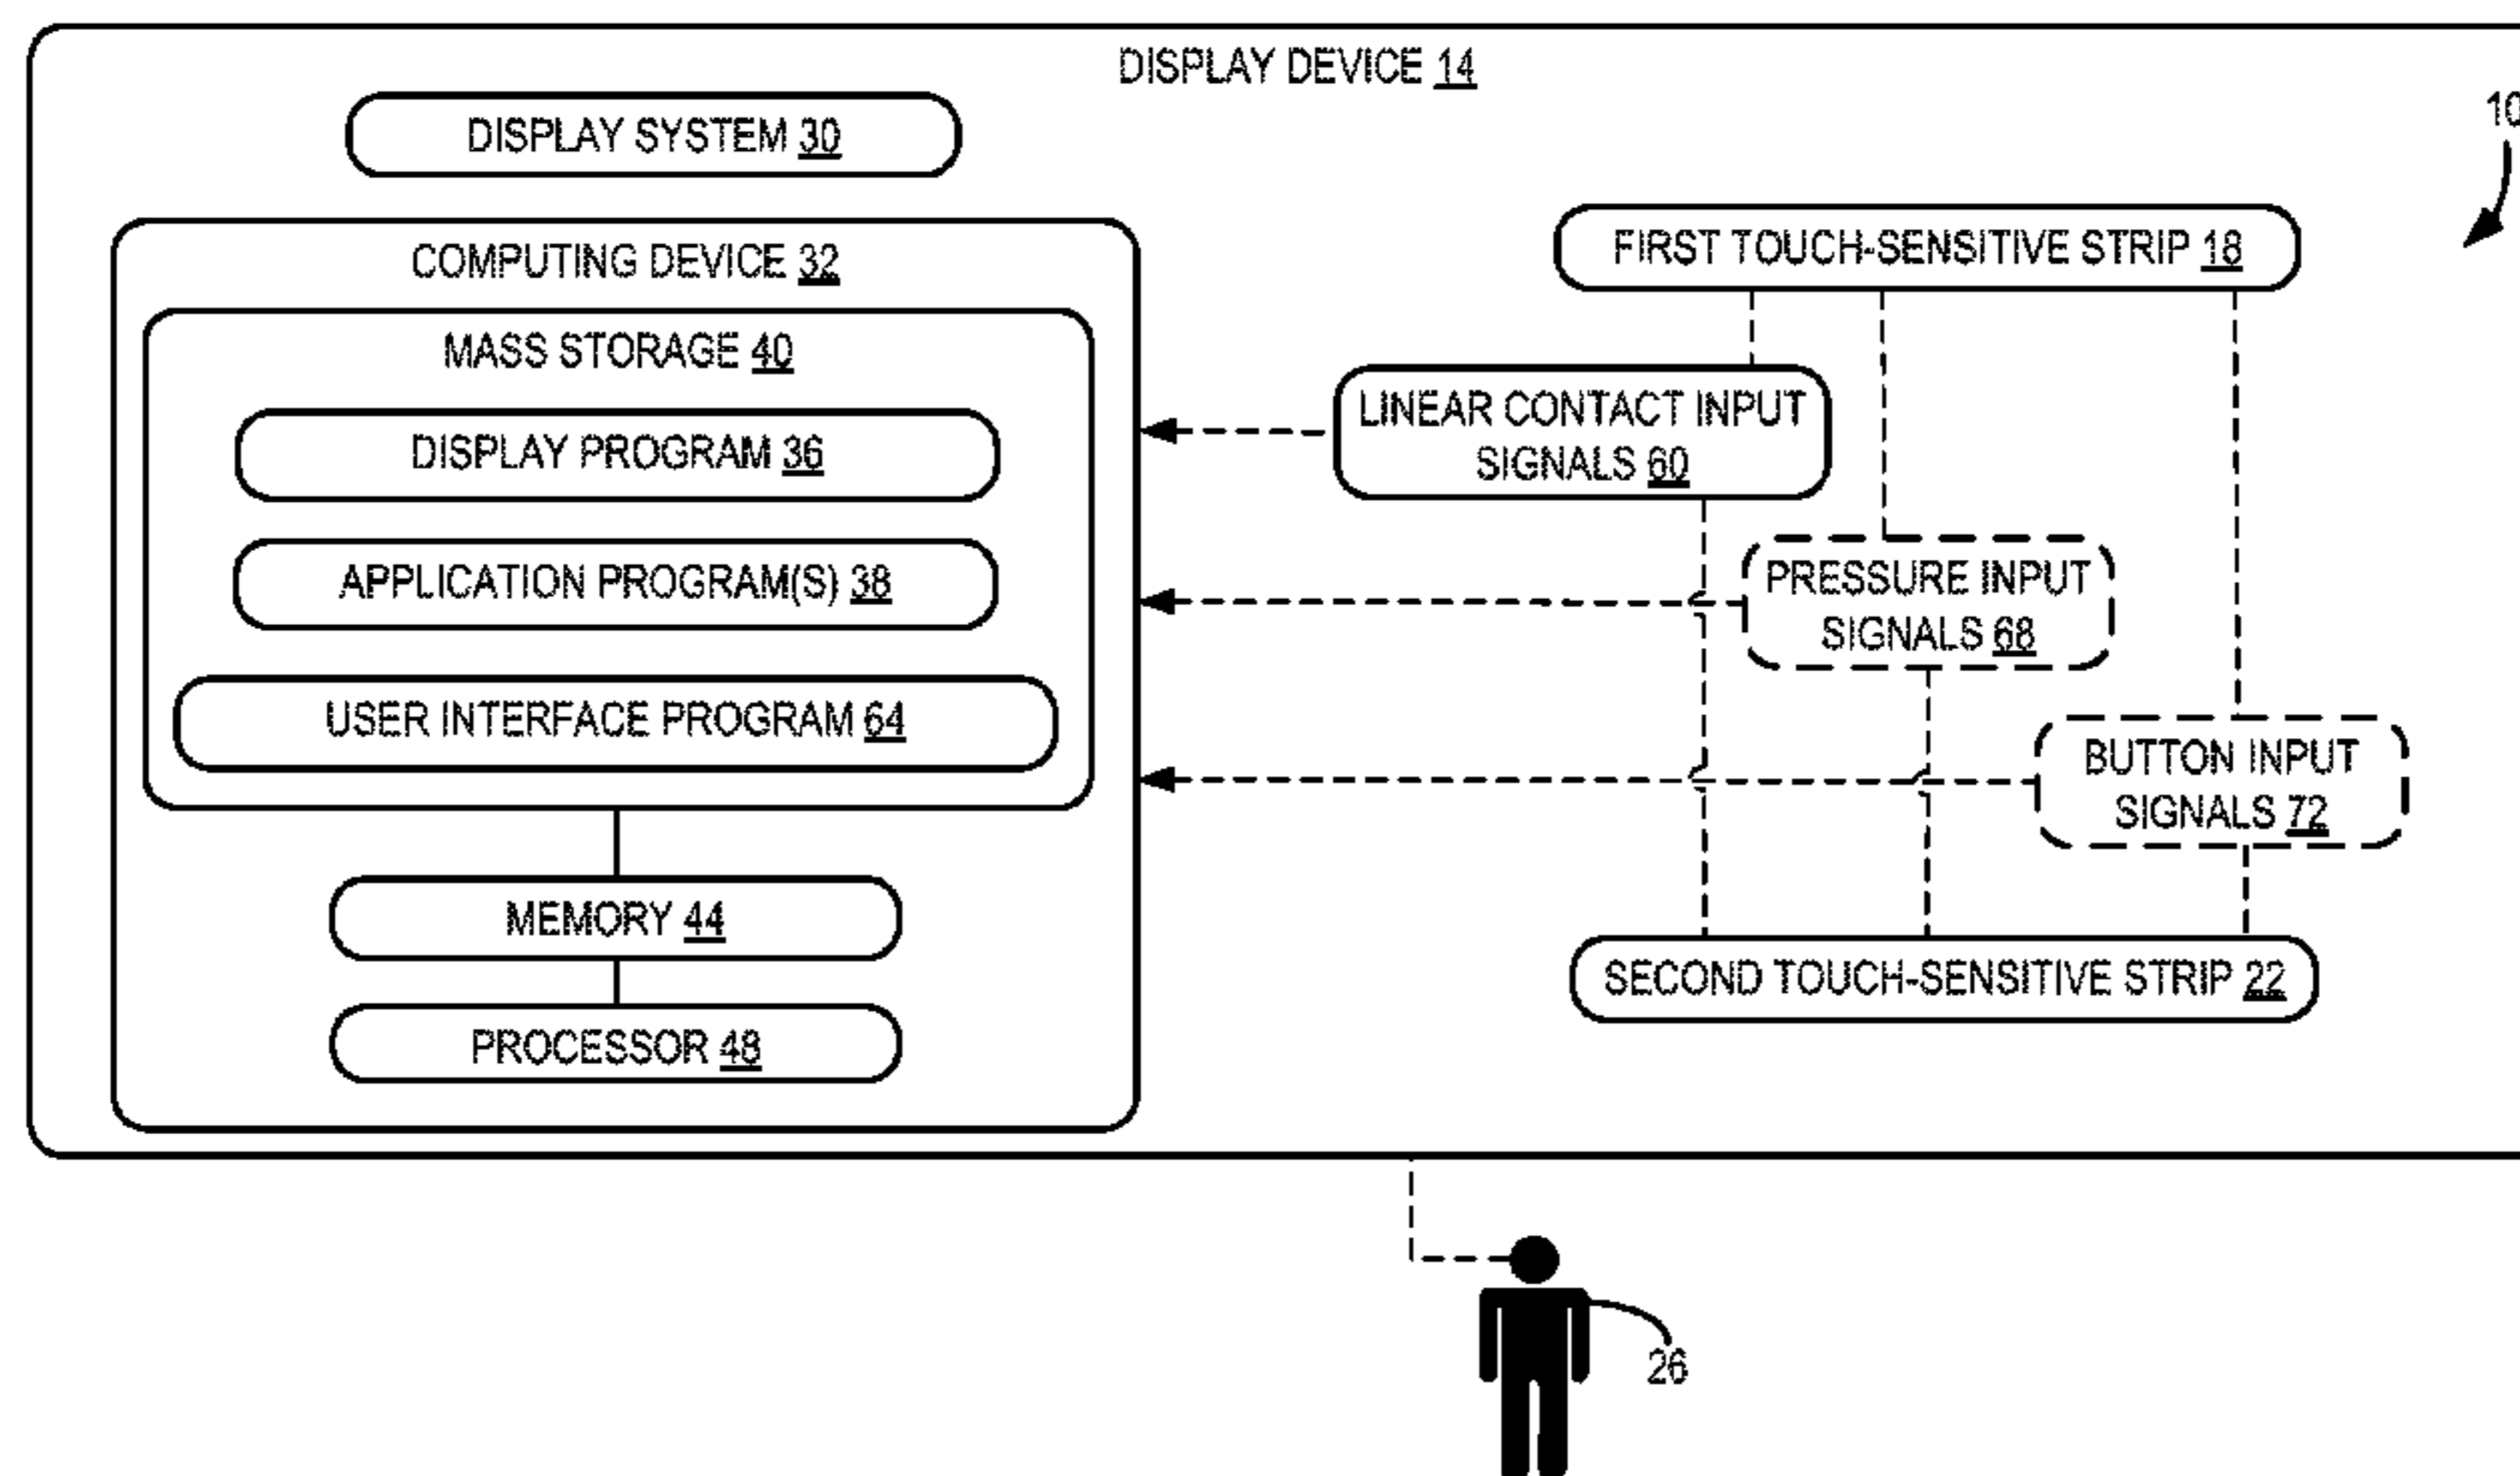 DISPLAY DEVICE 14
10
DISPLAY SYSTEM 30
COMPUTING DEVICE 32
MASS STORAGE 40
DISPLAY PROGRAM 36
APPLICATION PROGRAM(S) 38
USER INTERFACE PROGRAM 64
MEMORY 44
PROCESSOR 48
FIRST TOUCH-SENSITIVE STRIP 18
LINEAR CONTACT INPUT
SIGNALS 60
PRESSURE INPUT
SIGNALS 68
BUTTON INPUT
SIGNALS 72
SECOND TOUCH-SENSITIVE STRIP 22
26